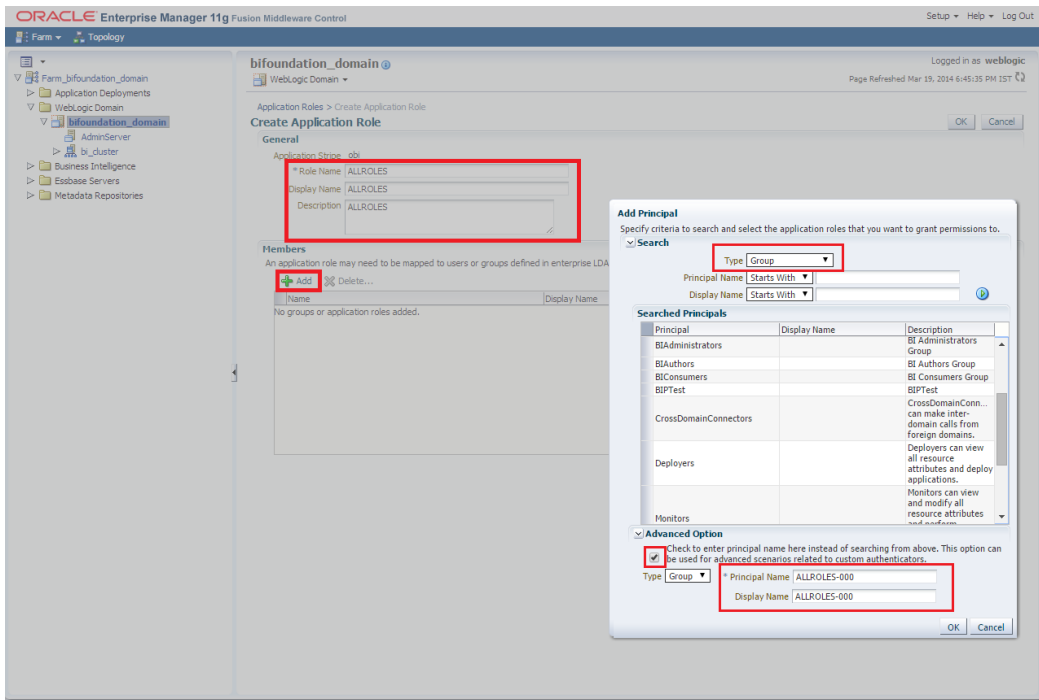 ORACLE Enterprise Manager 11g Fusion Middleware Control
Setup Help Log Out
Farm Topology
Farm_bifoundation_domain
Application Deployments
WebLogic Domain
bifoundation_domain
AdminServer
bi_cluster
Business Intelligence
Essbase Servers
Metadata Repositories
bifoundation_domain
Logged in as weblogic
WebLogic Domain
Page Refreshed Mar 19, 2014 6:45:35 PM IST
Application Roles > Create Application Role
Create Application Role
OK Cancel
General
Application Stripe obi
* Role Name ALLROLES
Display Name ALLROLES
Description ALLROLES
Members
An application role may need to be mapped to users or groups defined in enterprise LDA
Add Delete...
Name Display Name
No groups or application roles added.
Add Principal
Specify criteria to search and select the application roles that you want to grant permissions to.
Search
Type Group
Principal Name Starts With
Display Name Starts With
Searched Principals
Principal Display Name Description
BIAdministrators BI Administrators
Group
BIAuthors BI Authors Group
BIConsumers BI Consumers Group
BIPTest BIPTest
CrossDomainConnectors CrossDomainConn...
can make inter-
domain calls from
foreign domains.
Deployers Deployers can view
all resource
attributes and deploy
applications.
Monitors Monitors can view
and modify all
resource attributes
and perform
Advanced Option
Check to enter principal name here instead of searching from above. This option can
be used for advanced scenarios related to custom authenticators.
Type Group * Principal Name ALLROLES-000
Display Name ALLROLES-000
OK Cancel